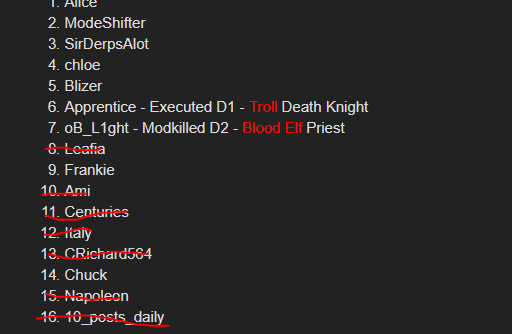 1. Alice
2. ModeShifter
3. SirDerpsAlot
4. chloe
5. Blizer
6. Apprentice - Executed D1 - Troll Death Knight
7. oB_L1ght - Modkilled D2 - Blood Elf Priest
8. Leafia
9. Frankie
10. Ami
11. Centuries
12. Italy
13. CRichard564
14. Chuck
15. Napoleon
16. 10_posts_daily